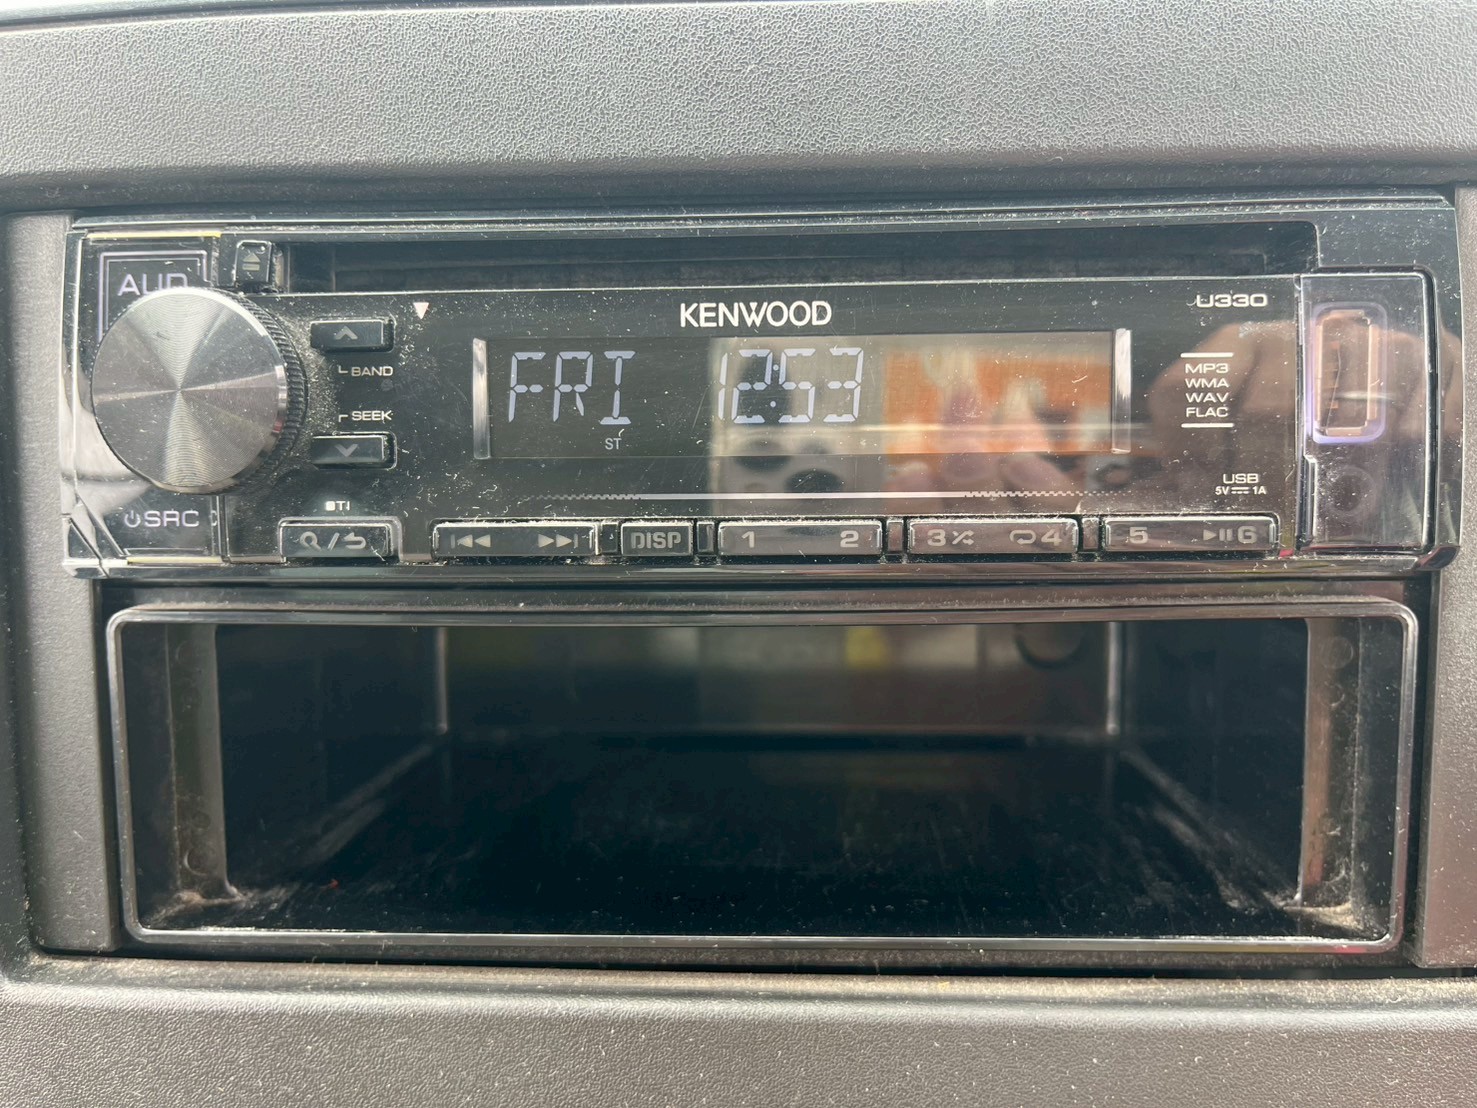 AUD
KENWOOD
U330
BAND
SEEK
FRI 12:53
ST
MP3
WMA
WAV
FLAC
USB
5V 1A
SRC
TI
DISP
1 2
3 4
5 6